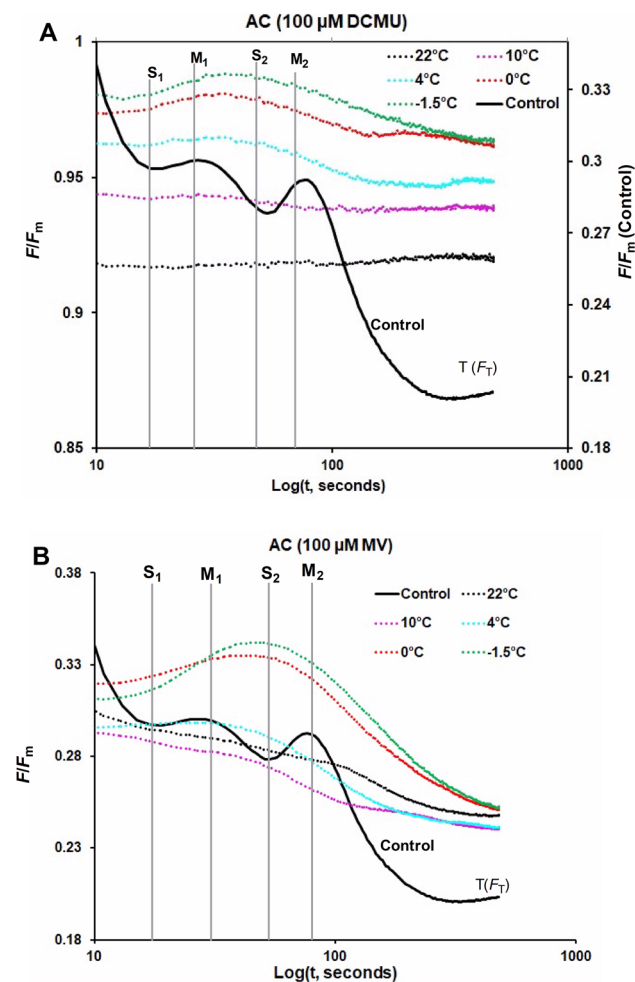 A
AC (100 µM DCMU)
1
S1
M1
S2
M2
22°C
10°C
4°C
0°C
-1.5°C
Control
0.33
0.95
0.3
F/Fm
0.27
F/Fm (Control)
0.9
0.24
Control
T (FT)
0.21
0.85
0.18
10
100
1000
Log(t, seconds)
B
AC (100 µM MV)
0.38
S1
M1
S2
M2
Control
22°C
10°C
4°C
0°C
-1.5°C
0.33
F/Fm
0.28
0.23
Control
T(FT)
0.18
10
100
1000
Log(t, seconds)